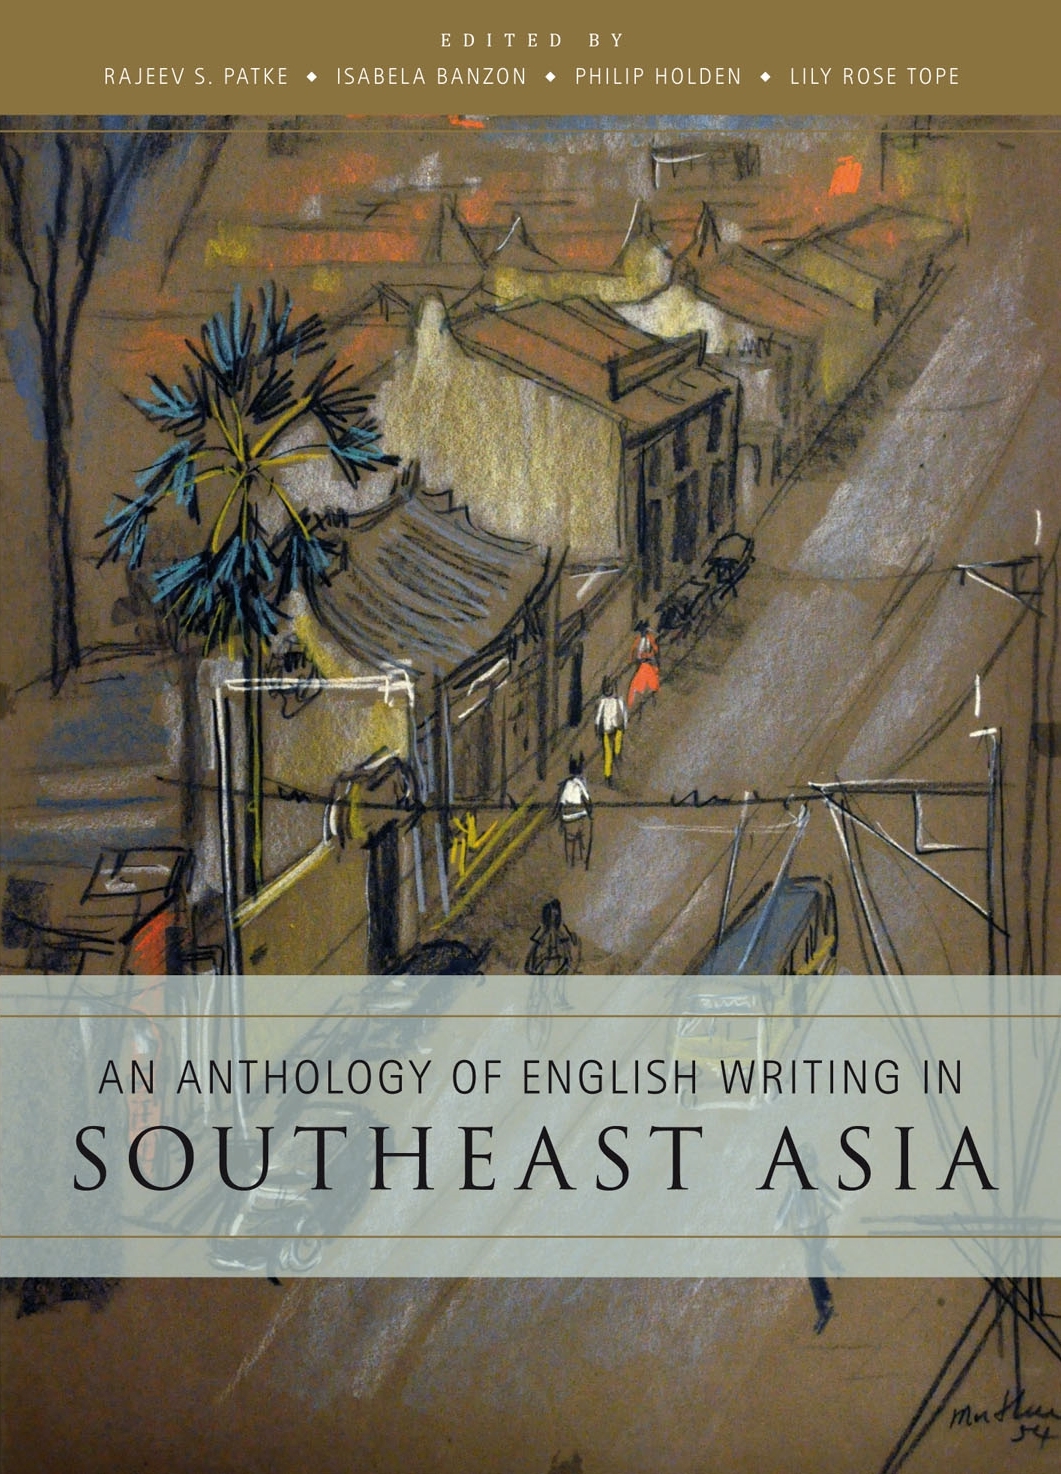 EDITED BY
RAJEEV S. PATKE ◆ ISABELA BANZON ◆ PHILIP HOLDEN ◆ LILY ROSE TOPE
AN ANTHOLOGY OF ENGLISH WRITING IN
SOUTHEAST ASIA
54